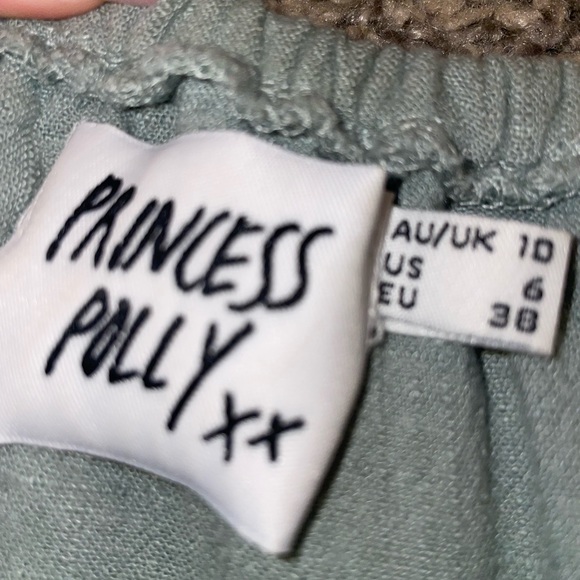 PRINCESS
POLLY
xx
AU/UK 10
US 6
EU 38